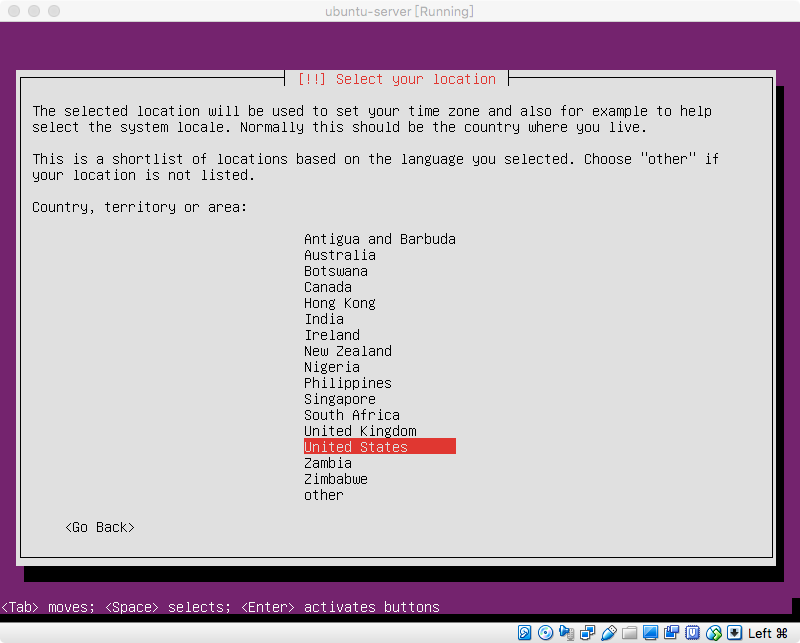 ubuntu-server [Running]
[!!] Select your location
The selected location will be used to set your time zone and also for example to help
select the system locale. Normally this should be the country where you live.
This is a shortlist of locations based on the language you selected. Choose "other" if
your location is not listed.
Country, territory or area:
Antigua and Barbuda
Australia
Botswana
Canada
Hong Kong
India
Ireland
New Zealand
Nigeria
Philippines
Singapore
South Africa
United Kingdom
United States
Zambia
Zimbabwe
other
<Go Back>
<Tab> moves; <Space> selects; <Enter> activates buttons
Left ⌘